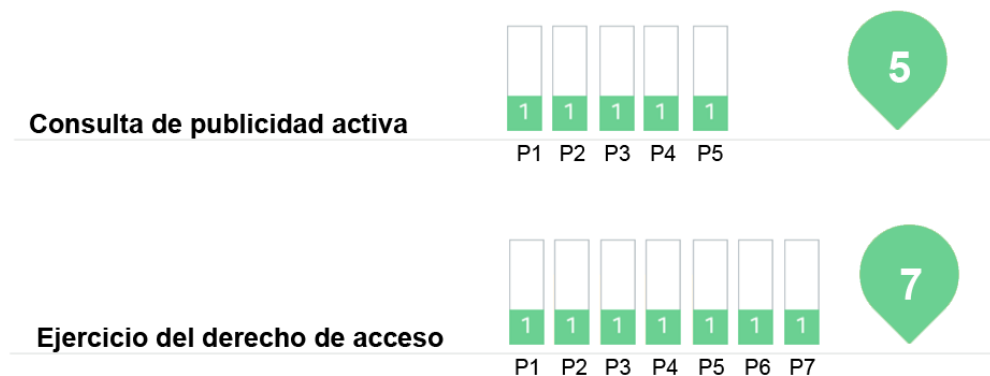 5
1 1 1 1 1
Consulta de publicidad activa
P1 P2 P3 P4 P5
7
1 1 1 1 1 1 1
Ejercicio del derecho de acceso
P1 P2 P3 P4 P5 P6 P7